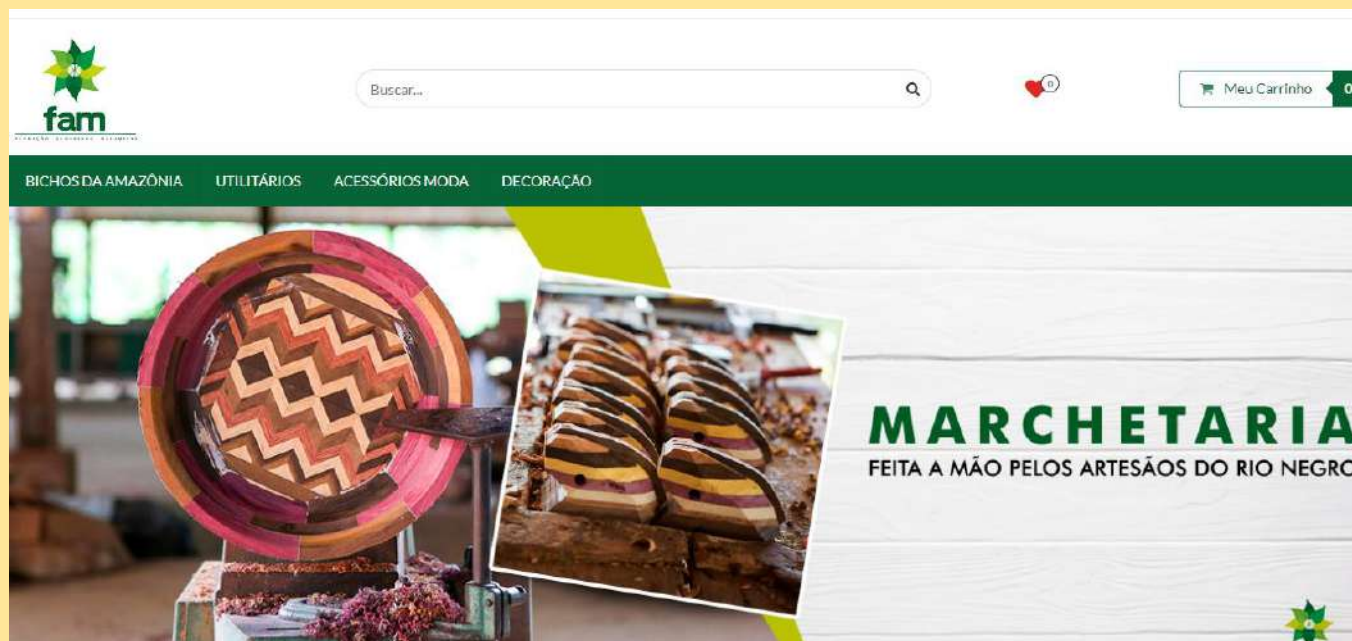 fam
Buscar...
0
Meu Carrinho
0
BICHOS DA AMAZÔNIA UTILITÁRIOS ACESSÓRIOS MODA DECORAÇÃO
MARCHETARIA
FEITA A MÃO PELOS ARTESÃOS DO RIO NEGRO